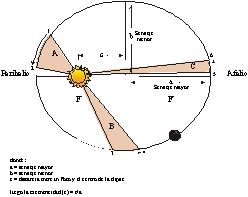 b Semieje
menor
A
C
Perihelio
Afelio
Semieje mayor
F
F'
B
donde:
a = semieje mayor
b = semieje menor
c = distancia entre un Foco y el centro de la elipse
luego la excentricidad(e) = c/a